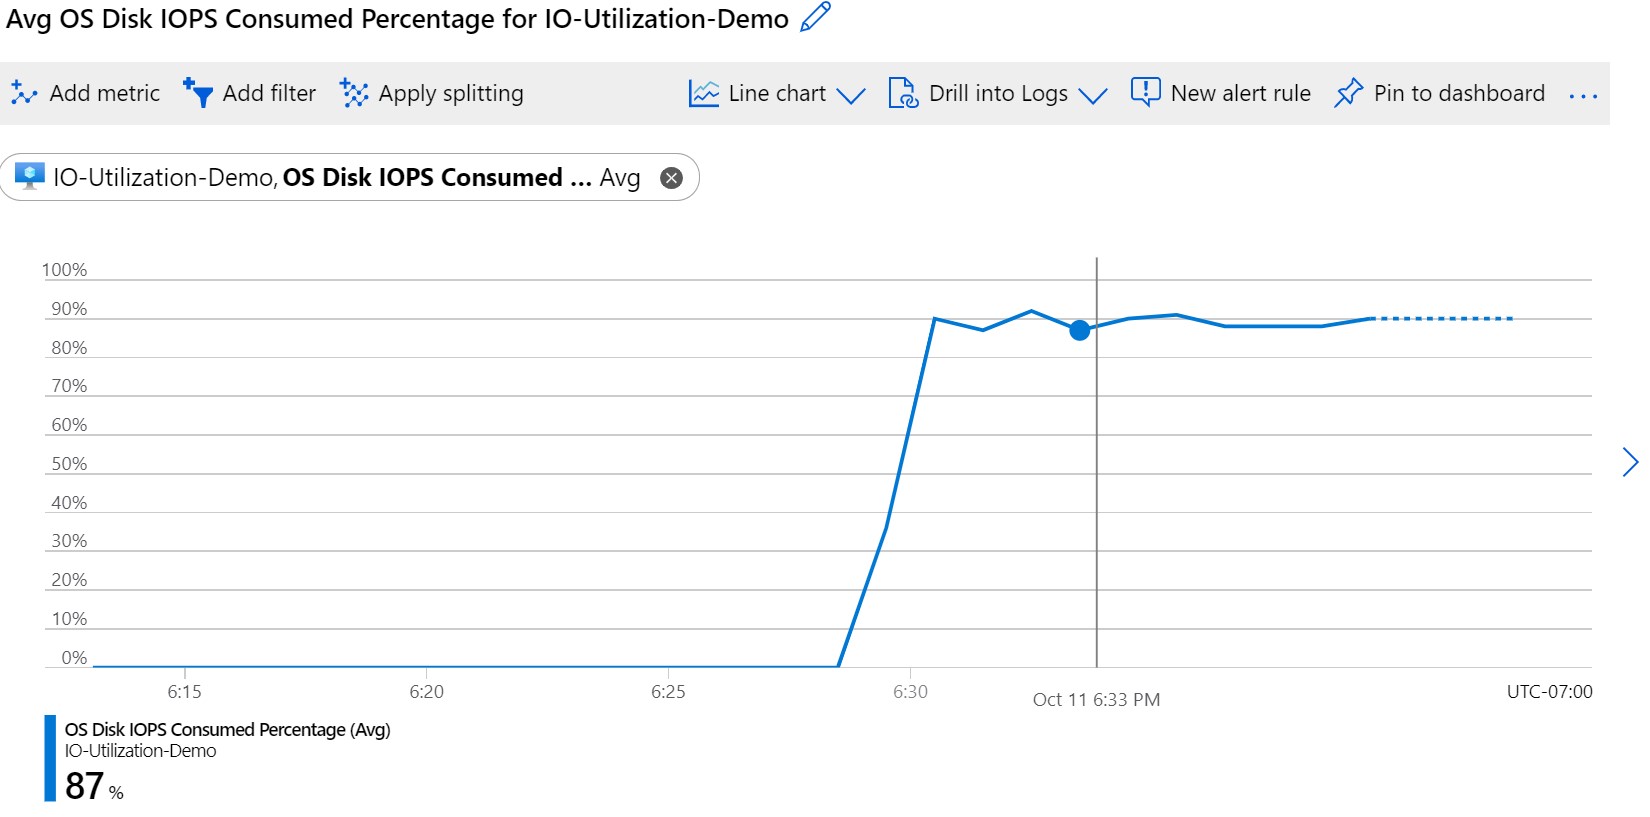 Avg OS Disk IOPS Consumed Percentage for IO-Utilization-Demo
Add metric Add filter Apply splitting Line chart Drill into Logs New alert rule Pin to dashboard ...
IO-Utilization-Demo, OS Disk IOPS Consumed ... Avg
100%
90%
80%
70%
60%
50%
40%
30%
20%
10%
0%
6:15 6:20 6:25 6:30 Oct 11 6:33 PM UTC-07:00
OS Disk IOPS Consumed Percentage (Avg)
IO-Utilization-Demo
87 %